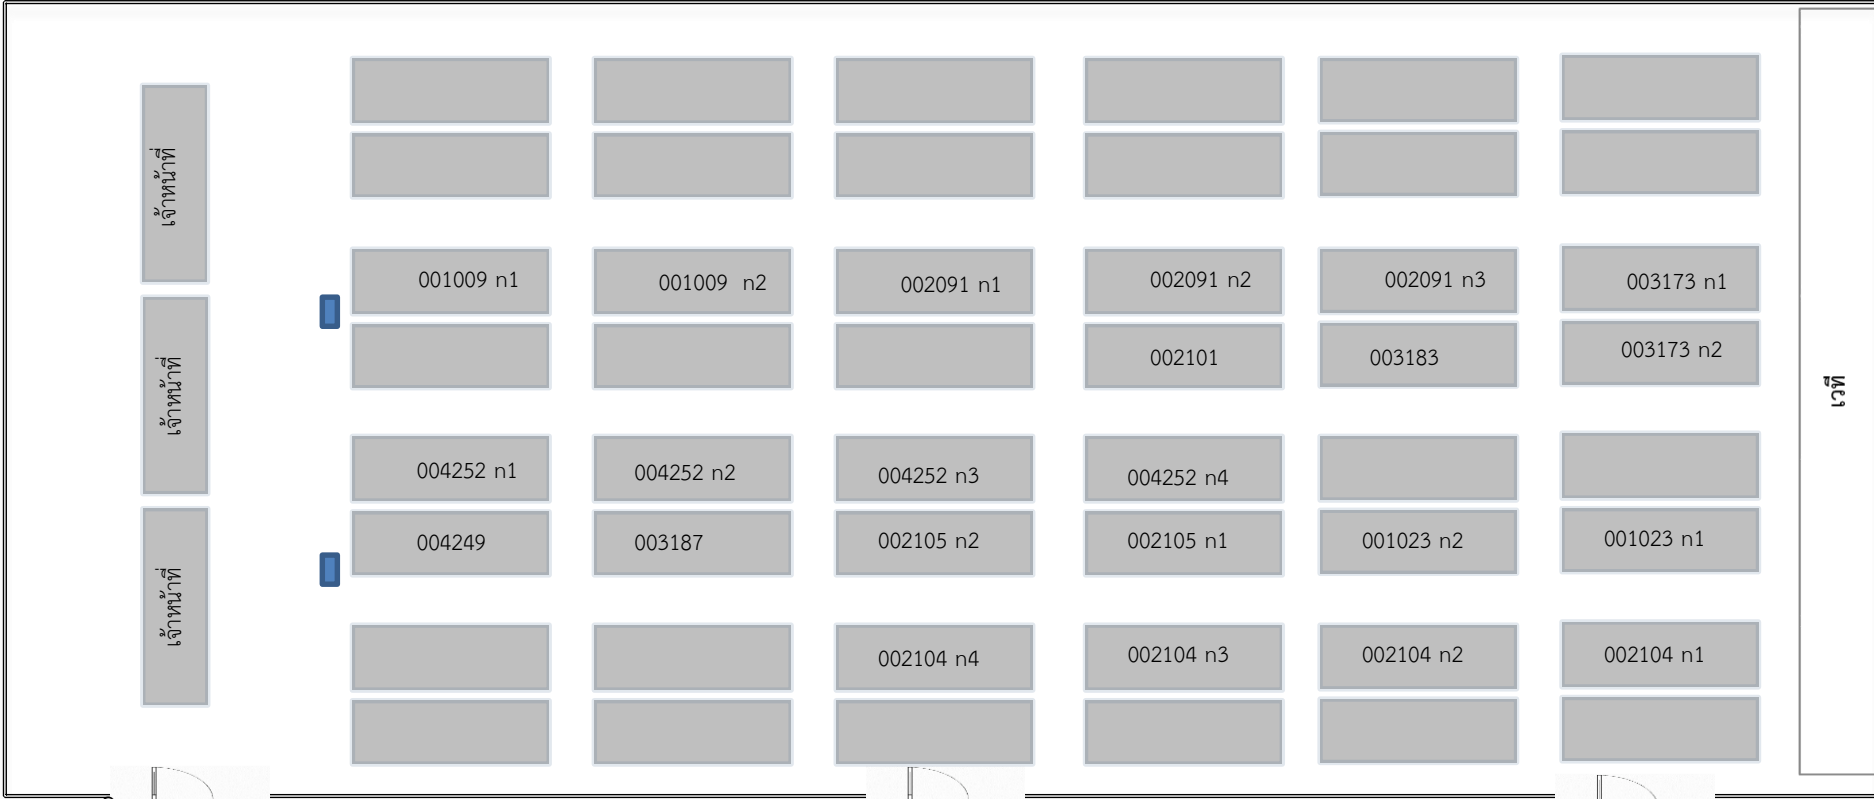 เจ้าหน้าที่
001009 n1
001009 n2
002091 n1
002091 n2
002091 n3
003173 n1
002101
003183
003173 n2
เจ้าหน้าที่
เวที
004252 n1
004252 n2
004252 n3
004252 n4
004249
003187
002105 n2
002105 n1
001023 n2
001023 n1
เจ้าหน้าที่
002104 n4
002104 n3
002104 n2
002104 n1